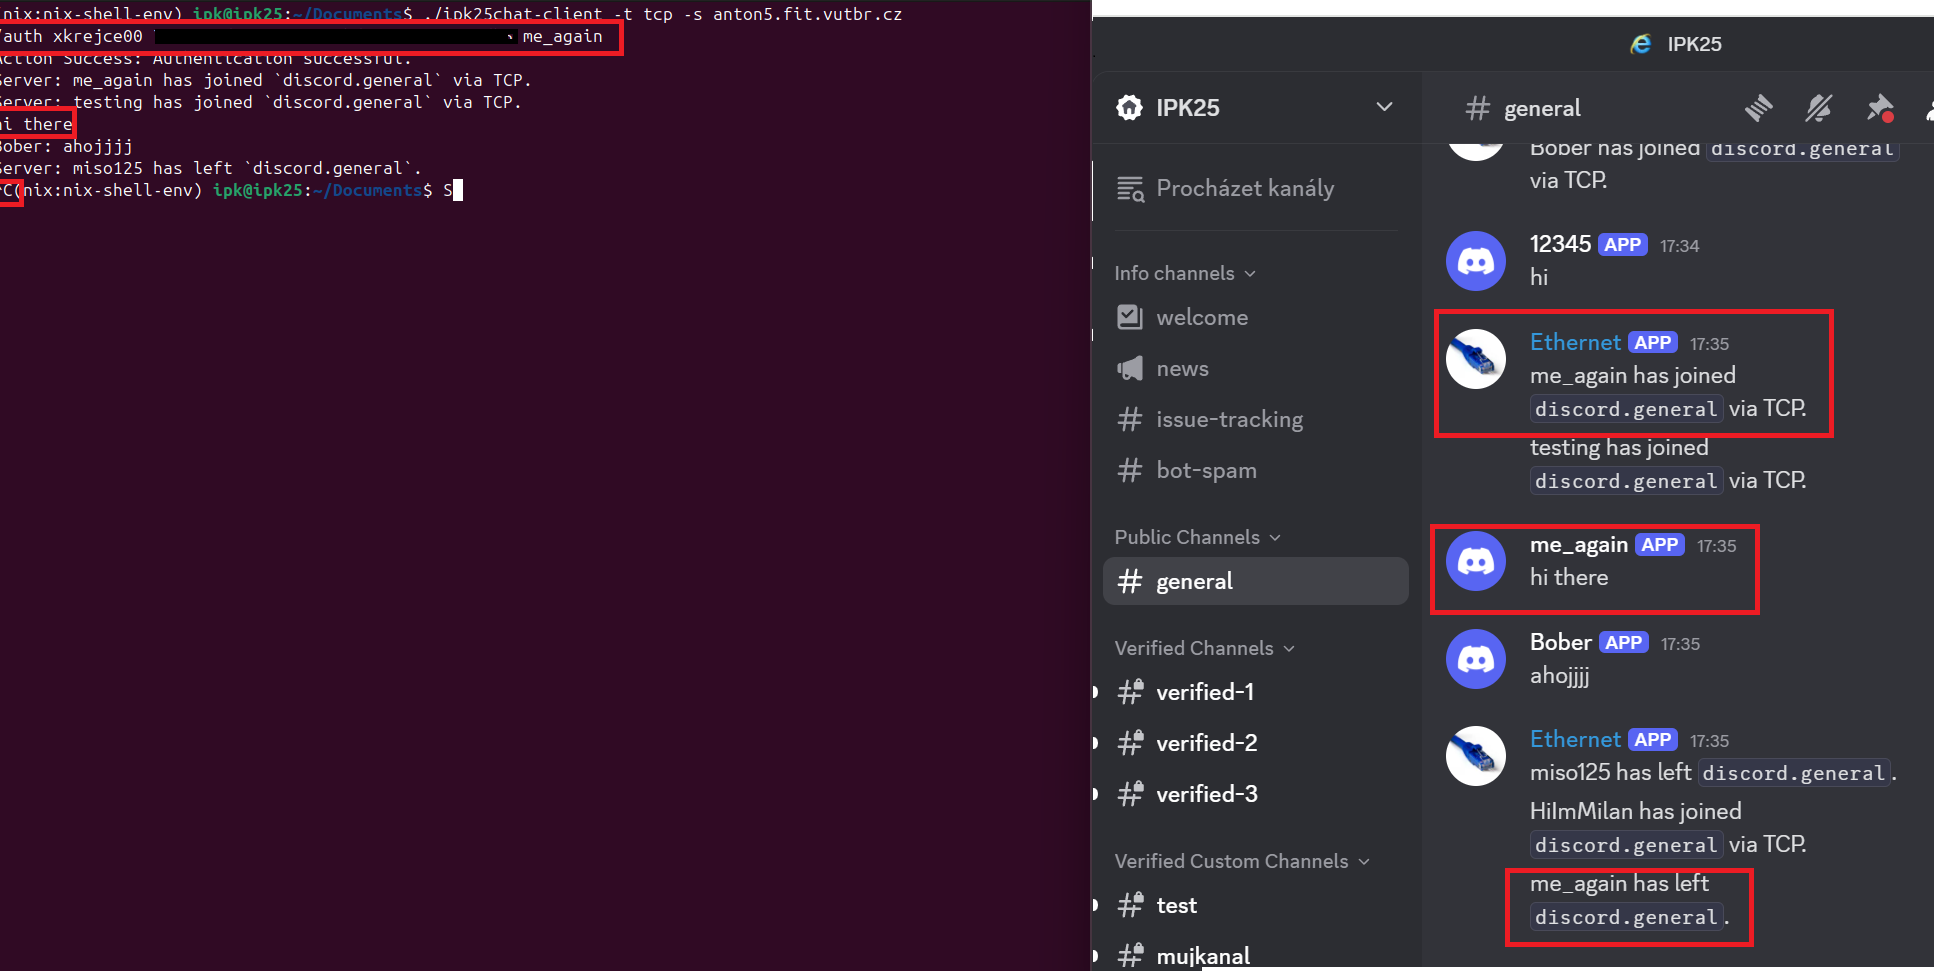 (nix:nix-shell-env) ipk@ipk25:~/Documents$ ./ipk25chat-client -t tcp -s anton5.fit.vutbr.cz
/auth xkrejce00 me_again
Action Success: Authentication successful.
Server: me_again has joined `discord.general` via TCP.
Server: testing has joined `discord.general` via TCP.
hi there
Bober: ahojjjj
Server: miso125 has left `discord.general`.
^C(nix:nix-shell-env) ipk@ipk25:~/Documents$ S
IPK25
IPK25
Procházet kanály
Info channels
welcome
news
issue-tracking
bot-spam
Public Channels
general
Verified Channels
verified-1
verified-2
verified-3
Verified Custom Channels
test
mujkanal
general
Bober has joined discord.general
via TCP.
12345 APP 17:34
hi
Ethernet APP 17:35
me_again has joined
discord.general via TCP.
testing has joined
discord.general via TCP.
me_again APP 17:35
hi there
Bober APP 17:35
ahojjjj
Ethernet APP 17:35
miso125 has left discord.general.
HiImMilan has joined
discord.general via TCP.
me_again has left
discord.general.